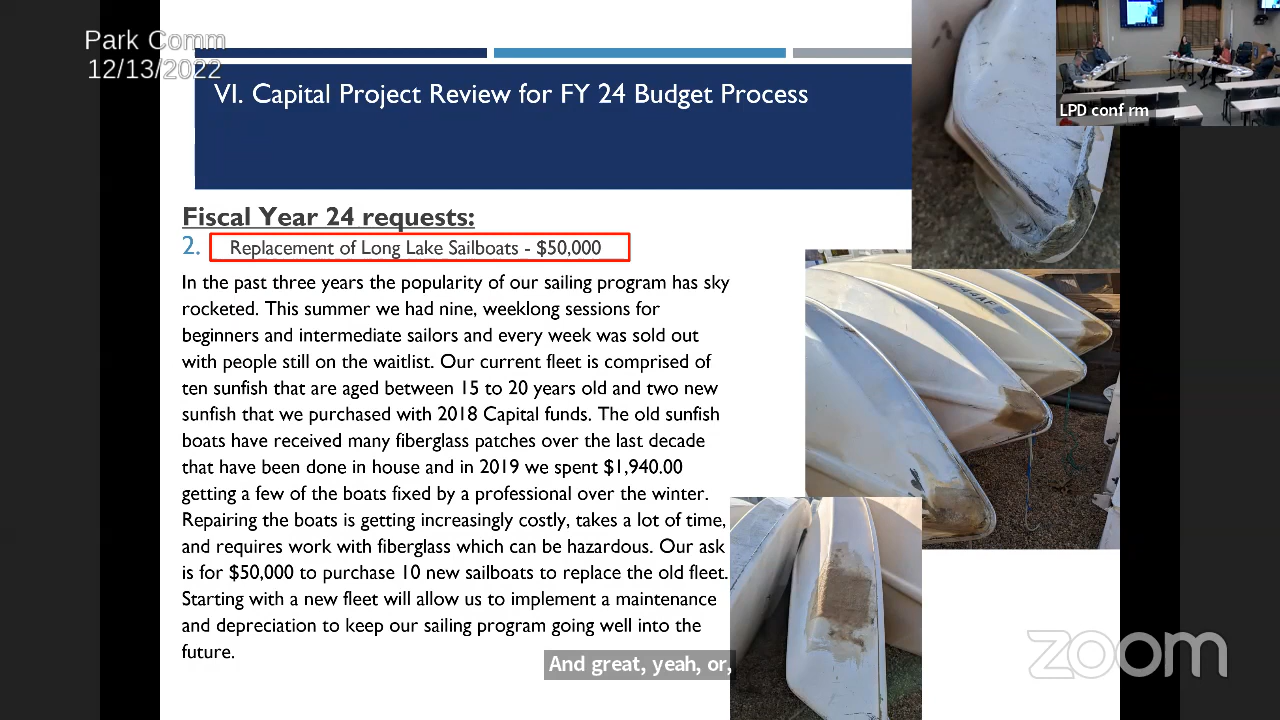 Park Comm
12/13/2022
VI. Capital Project Review for FY 24 Budget Process
LPD conf rm
Fiscal Year 24 requests:
2. Replacement of Long Lake Sailboats - $50,000
In the past three years the popularity of our sailing program has sky
rocketed. This summer we had nine, weeklong sessions for
beginners and intermediate sailors and every week was sold out
with people still on the waitlist. Our current fleet is comprised of
ten sunfish that are aged between 15 to 20 years old and two new
sunfish that we purchased with 2018 Capital funds. The old sunfish
boats have received many fiberglass patches over the last decade
that have been done in house and in 2019 we spent $1,940.00
getting a few of the boats fixed by a professional over the winter.
Repairing the boats is getting increasingly costly, takes a lot of time,
and requires work with fiberglass which can be hazardous. Our ask
is for $50,000 to purchase 10 new sailboats to replace the old fleet.
Starting with a new fleet will allow us to implement a maintenance
and depreciation to keep our sailing program going well into the
future.
And great, yeah, or,
zoom